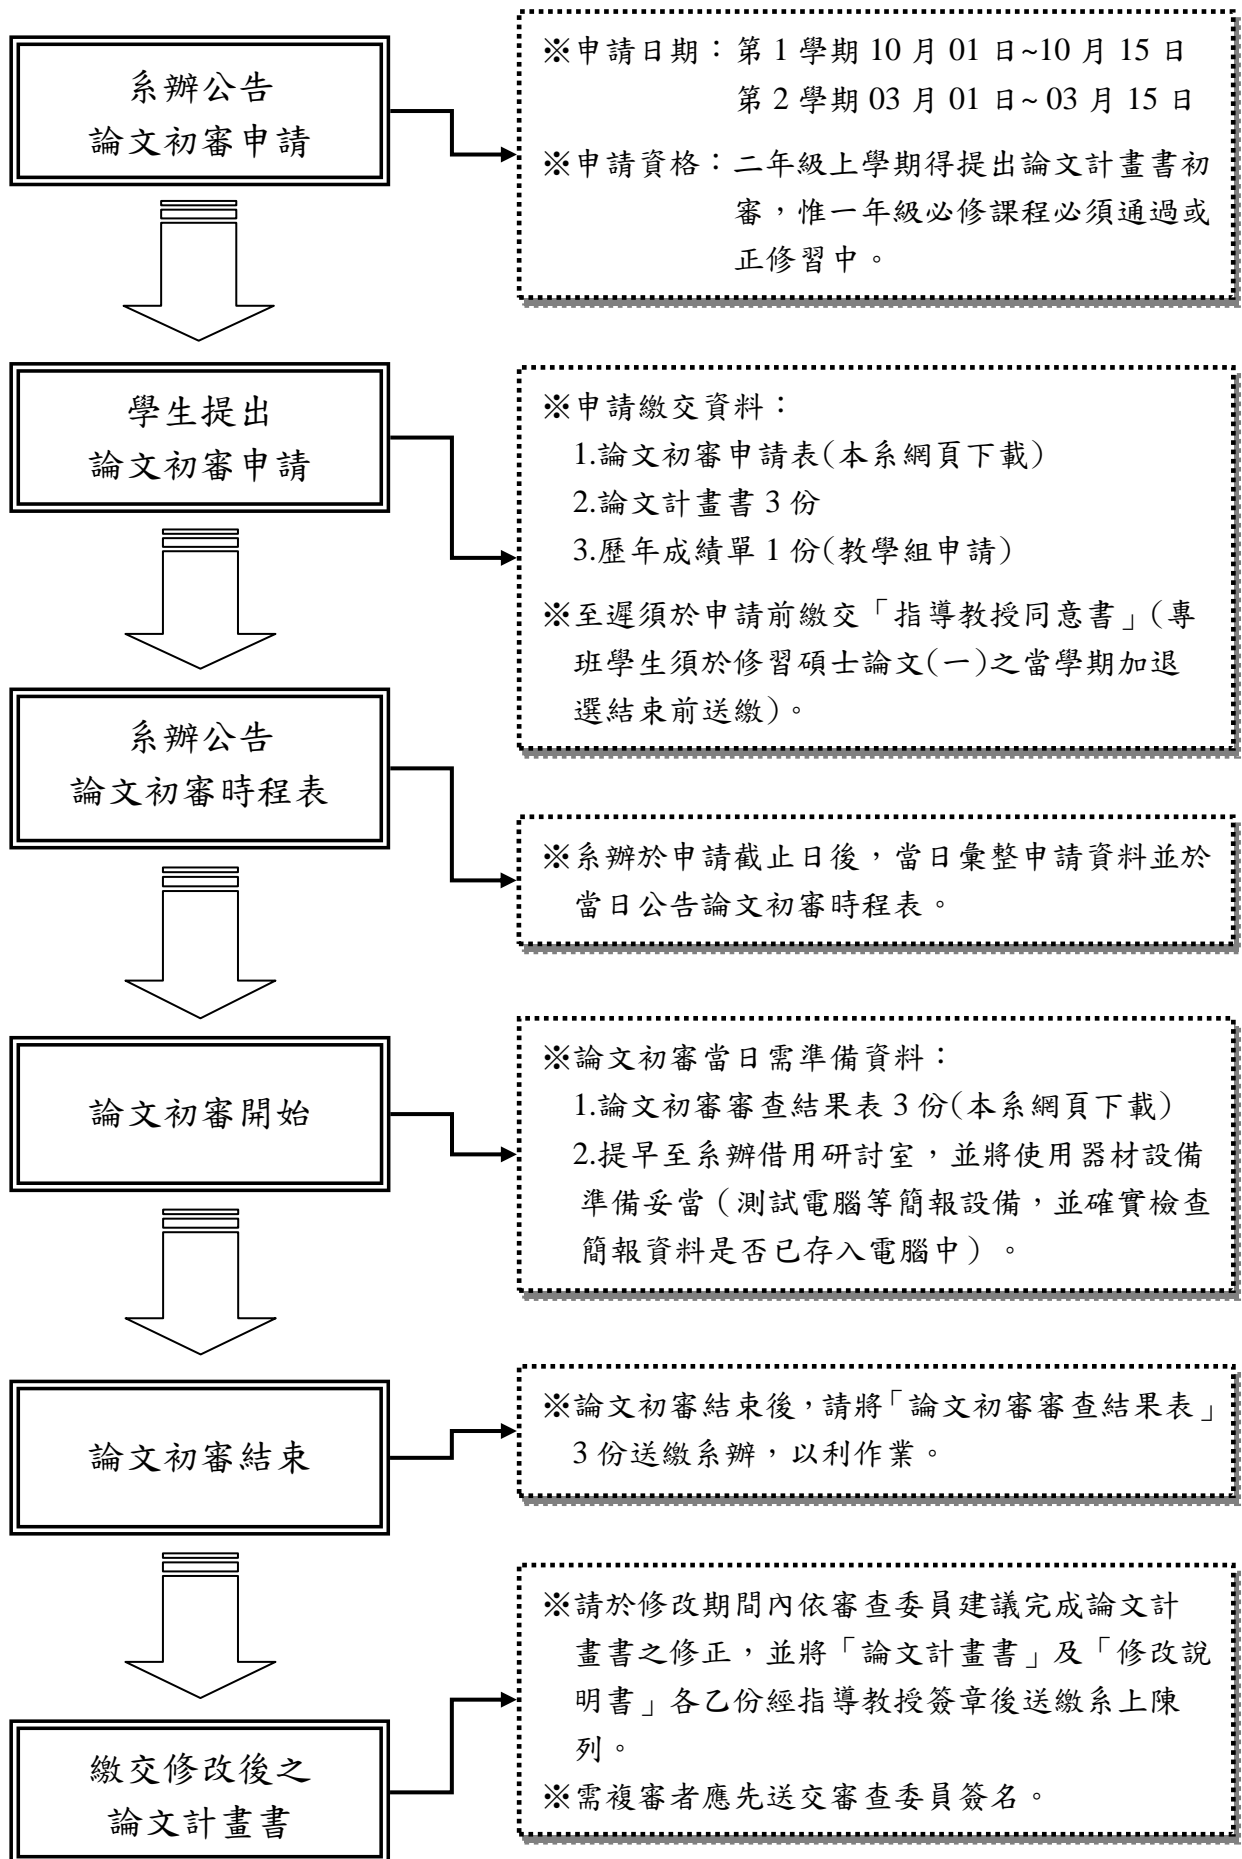 系辦公告
論文初審申請
※申請日期：第 1 學期 10 月 01 日~10 月 15 日
第 2 學期 03 月 01 日~ 03 月 15 日
※申請資格：二年級上學期得提出論文計畫書初
審，惟一年級必修課程必須通過或
正修習中。
學生提出
論文初審申請
※申請繳交資料：
1.論文初審申請表(本系網頁下載)
2.論文計畫書 3 份
3.歷年成績單 1 份(教學組申請)
※至遲須於申請前繳交「指導教授同意書」(專
班學生須於修習碩士論文(一)之當學期加退
選結束前送繳)。
系辦公告
論文初審時程表
※系辦於申請截止日後，當日彙整申請資料並於
當日公告論文初審時程表。
論文初審開始
※論文初審當日需準備資料：
1.論文初審審查結果表 3 份(本系網頁下載)
2.提早至系辦借用研討室，並將使用器材設備
準備妥當（測試電腦等簡報設備，並確實檢查
簡報資料是否已存入電腦中）。
論文初審結束
※論文初審結束後，請將「論文初審審查結果表」
3 份送繳系辦，以利作業。
繳交修改後之
論文計畫書
※請於修改期間內依審查委員建議完成論文計
畫書之修正，並將「論文計畫書」及「修改說
明書」各乙份經指導教授簽章後送繳系上陳
列。
※需複審者應先送交審查委員簽名。